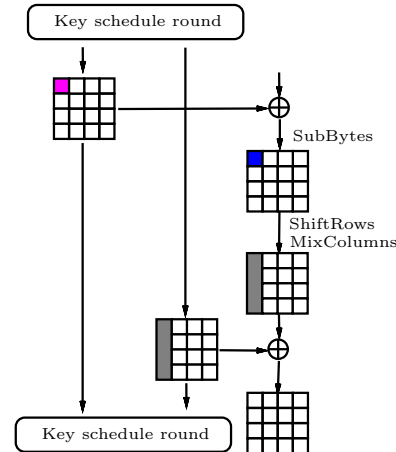 Key schedule round
SubBytes
ShiftRows
MixColumns
Key schedule round